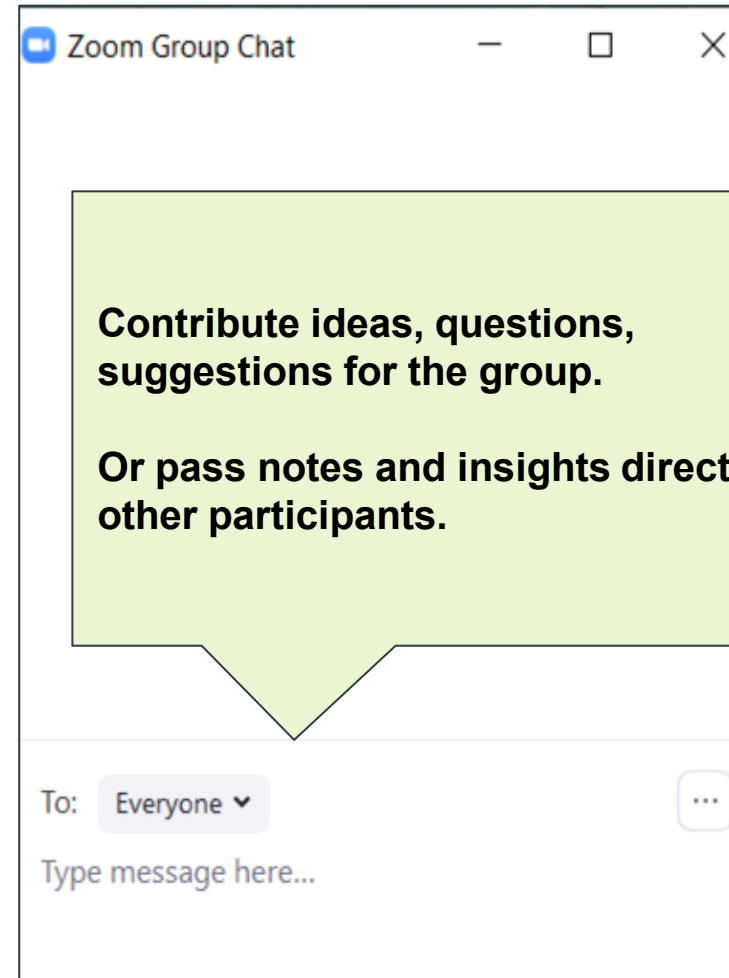 Zoom Group Chat
Contribute ideas, questions,
suggestions for the group.
Or pass notes and insights direct
other participants.
To: Everyone
Type message here...